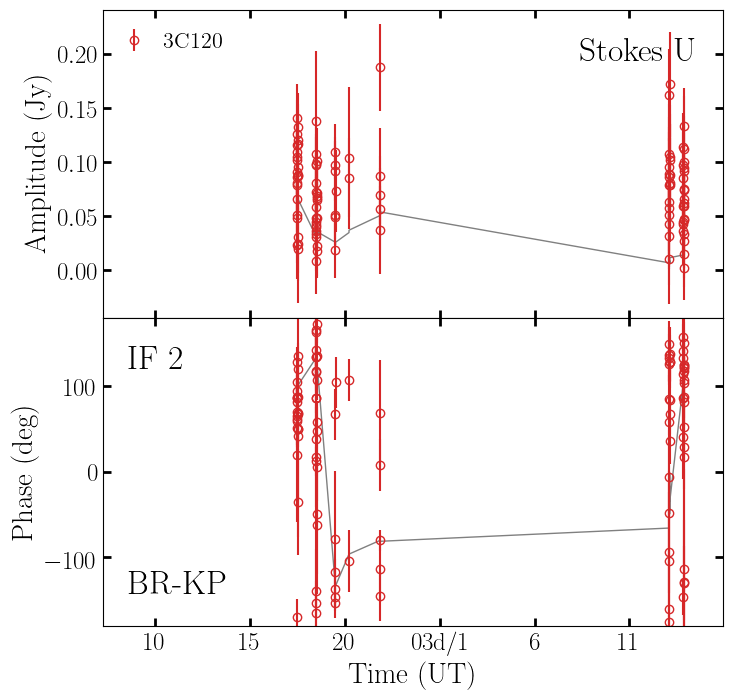 3C120
Stokes U
0.20
0.15
0.10
0.05
0.00
Amplitude (Jy)
IF 2
100
0
−100
Phase (deg)
BR-KP
10 15 20 03d/1 6 11
Time (UT)